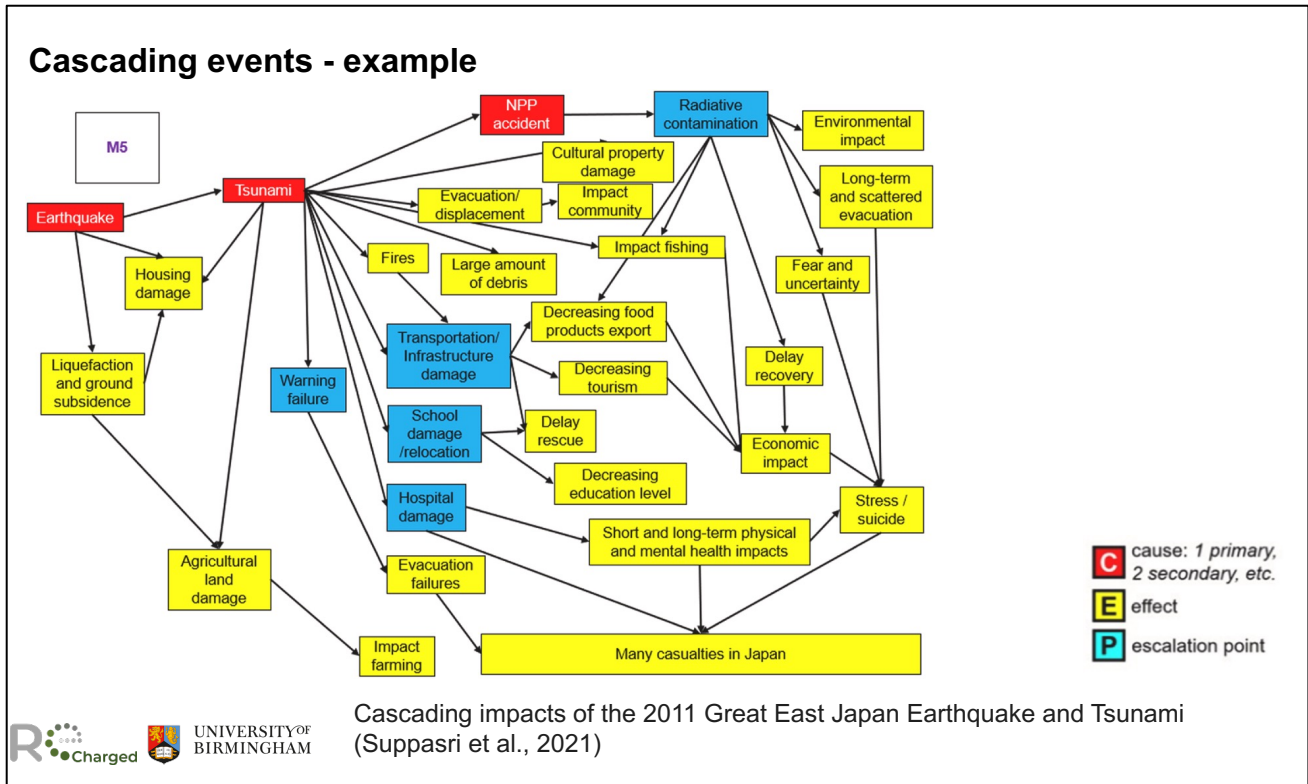 Cascading events - example
M5
Earthquake
Tsunami
NPP
accident
Radiative
contamination
Environmental
impact
Cultural property
damage
Evacuation/
displacement
Impact
community
Long-term
and scattered
evacuation
Housing
damage
Fires
Large amount
of debris
Impact fishing
Fear and
uncertainty
Liquefaction
and ground
subsidence
Warning
failure
Transportation/
Infrastructure
damage
Decreasing food
products export
Decreasing
tourism
Delay
recovery
School
damage
/relocation
Delay
rescue
Economic
impact
Decreasing
education level
Hospital
damage
Stress /
suicide
Short and long-term physical
and mental health impacts
Agricultural
land
damage
Evacuation
failures
Impact
farming
Many casualties in Japan
C cause: 1 primary,
2 secondary, etc.
E effect
P escalation point
R Charged
UNIVERSITY OF
BIRMINGHAM
Cascading impacts of the 2011 Great East Japan Earthquake and Tsunami
(Suppasri et al., 2021)